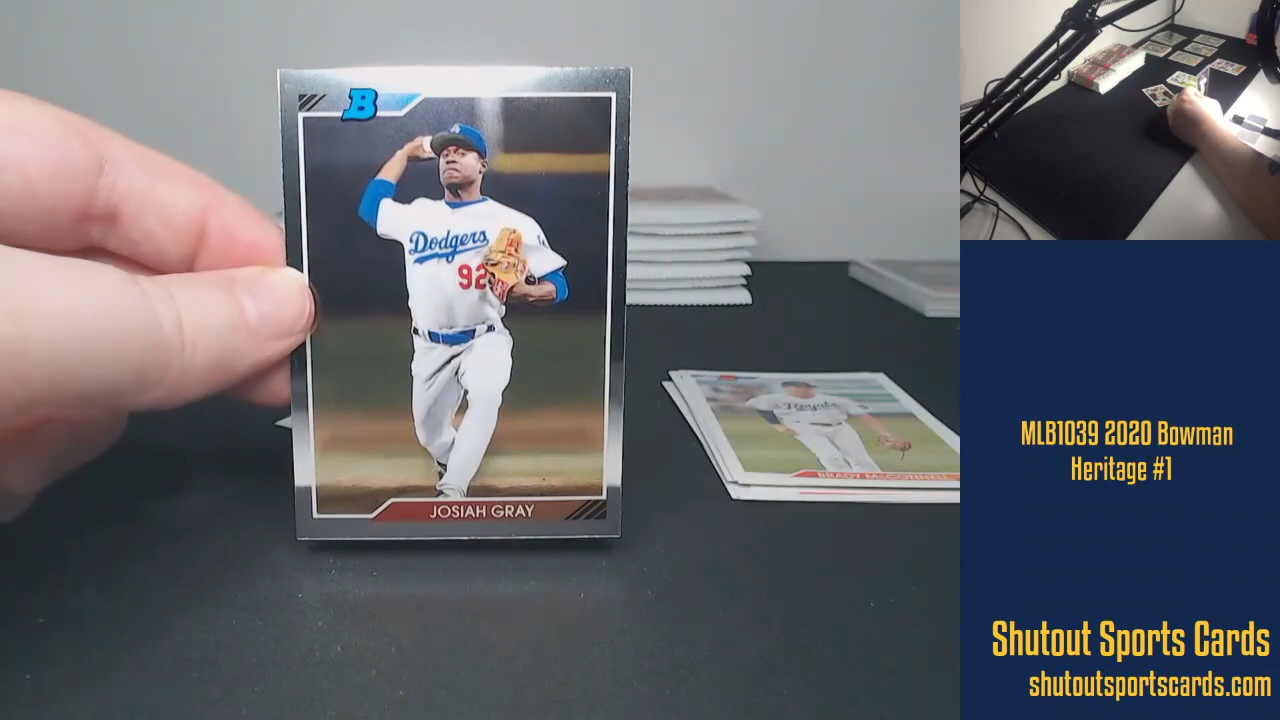 B
Dodgers
92
JOSIAH GRAY
Royals
BRADY McCONNELL
MLB1039 2020 Bowman
Heritage #1
Shutout Sports Cards
shutoutsportscards.com